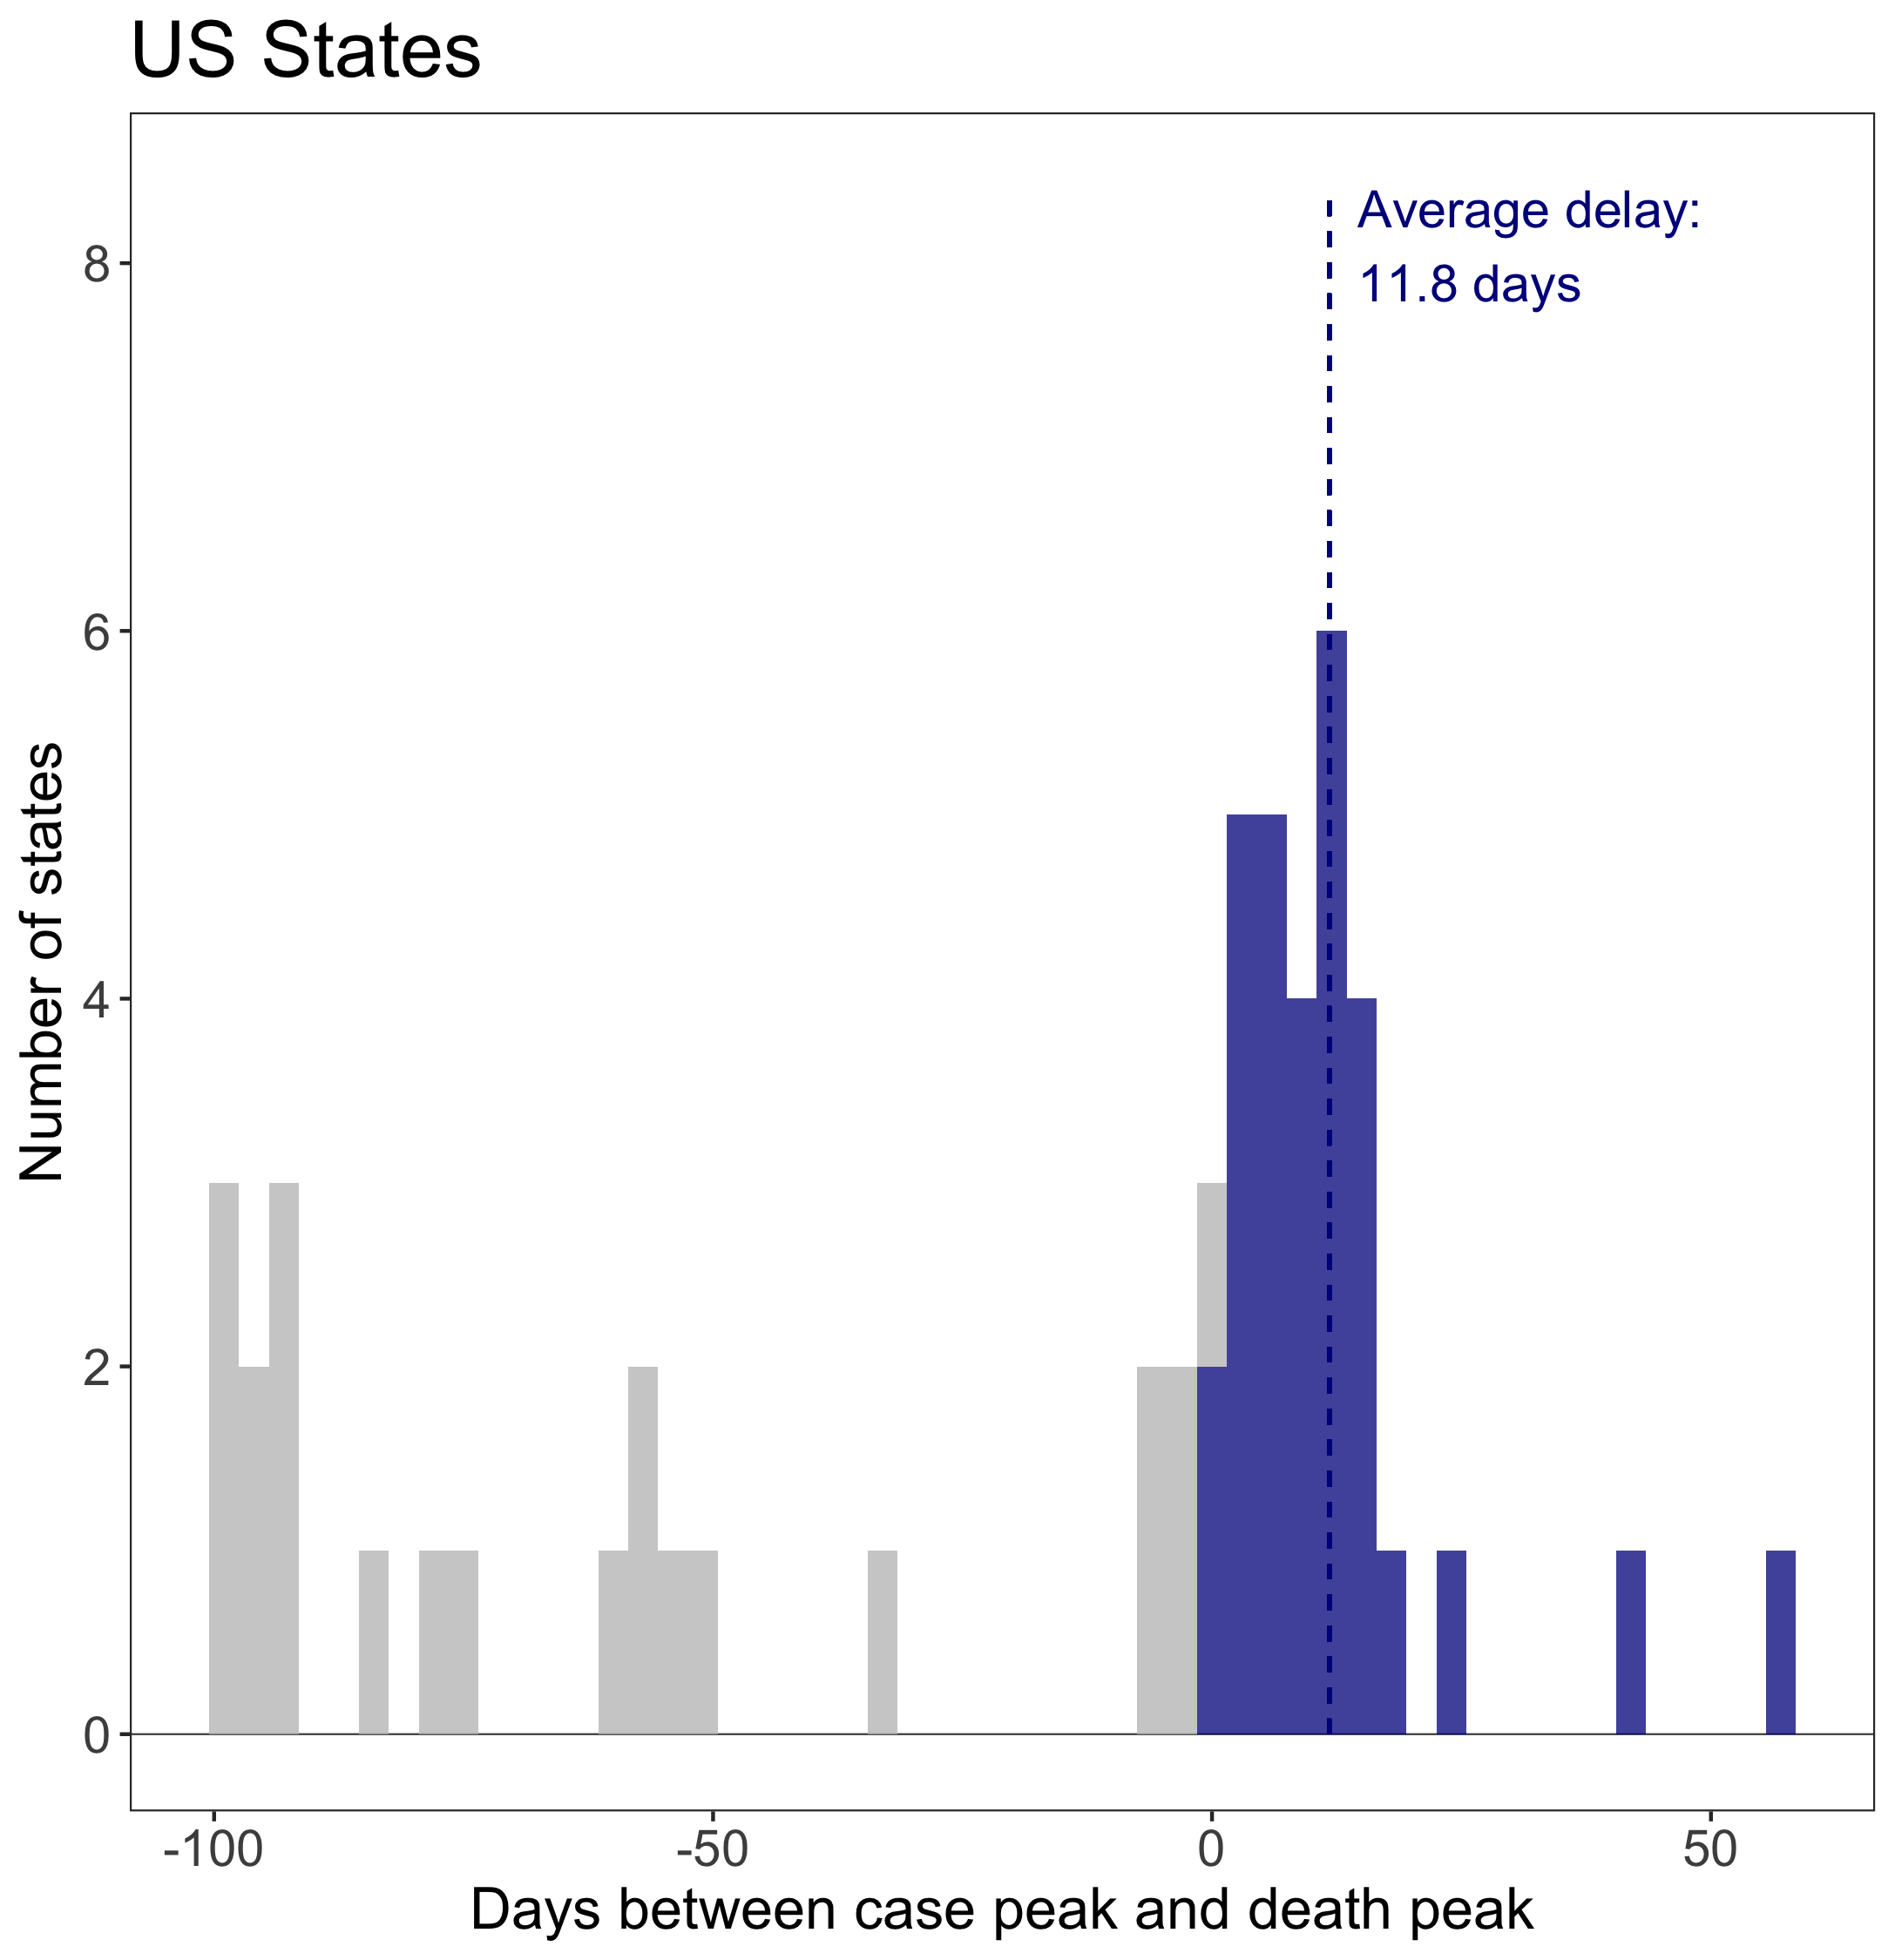 US States
Average delay:
11.8 days
8
6
4
2
0
Number of states
-100
-50
0
50
Days between case peak and death peak